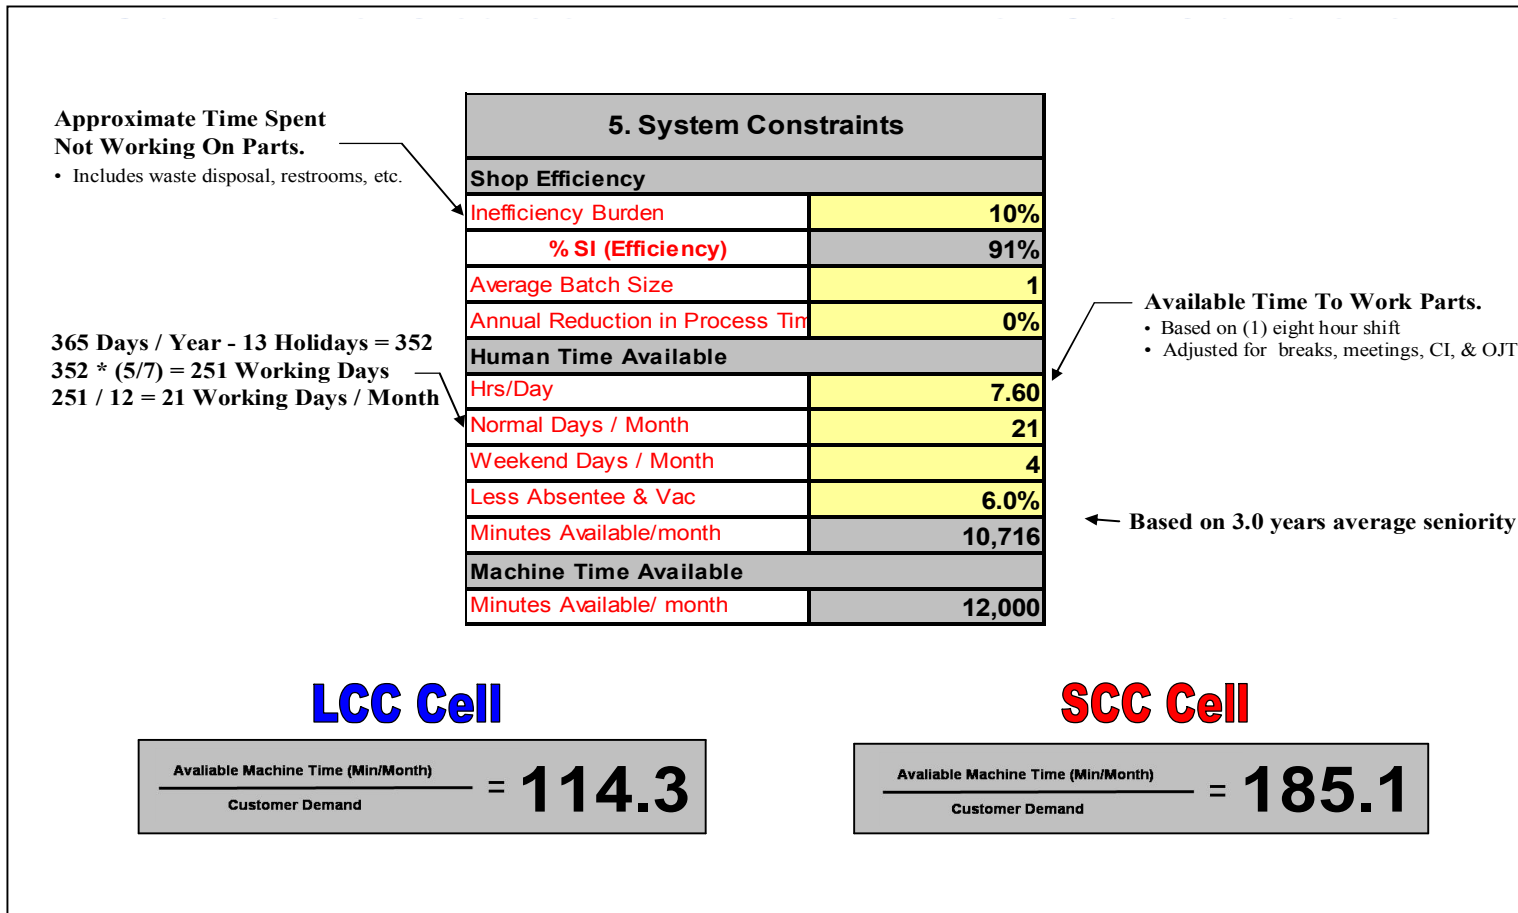 Approximate Time Spent
Not Working On Parts.
• Includes waste disposal, restrooms, etc.
365 Days / Year - 13 Holidays = 352
352 * (5/7) = 251 Working Days
251 / 12 = 21 Working Days / Month
5. System Constraints
Shop Efficiency
Inefficiency Burden 10%
% SI (Efficiency) 91%
Average Batch Size 1
Annual Reduction in Process Tim 0%
Human Time Available
Hrs/Day 7.60
Normal Days / Month 21
Weekend Days / Month 4
Less Absentee & Vac 6.0%
Minutes Available/month 10,716
Machine Time Available
Minutes Available/ month 12,000
Available Time To Work Parts.
• Based on (1) eight hour shift
• Adjusted for breaks, meetings, CI, & OJT
Based on 3.0 years average seniority
LCC Cell
Avaliable Machine Time (Min/Month)
Customer Demand
= 114.3
SCC Cell
Avaliable Machine Time (Min/Month)
Customer Demand
= 185.1